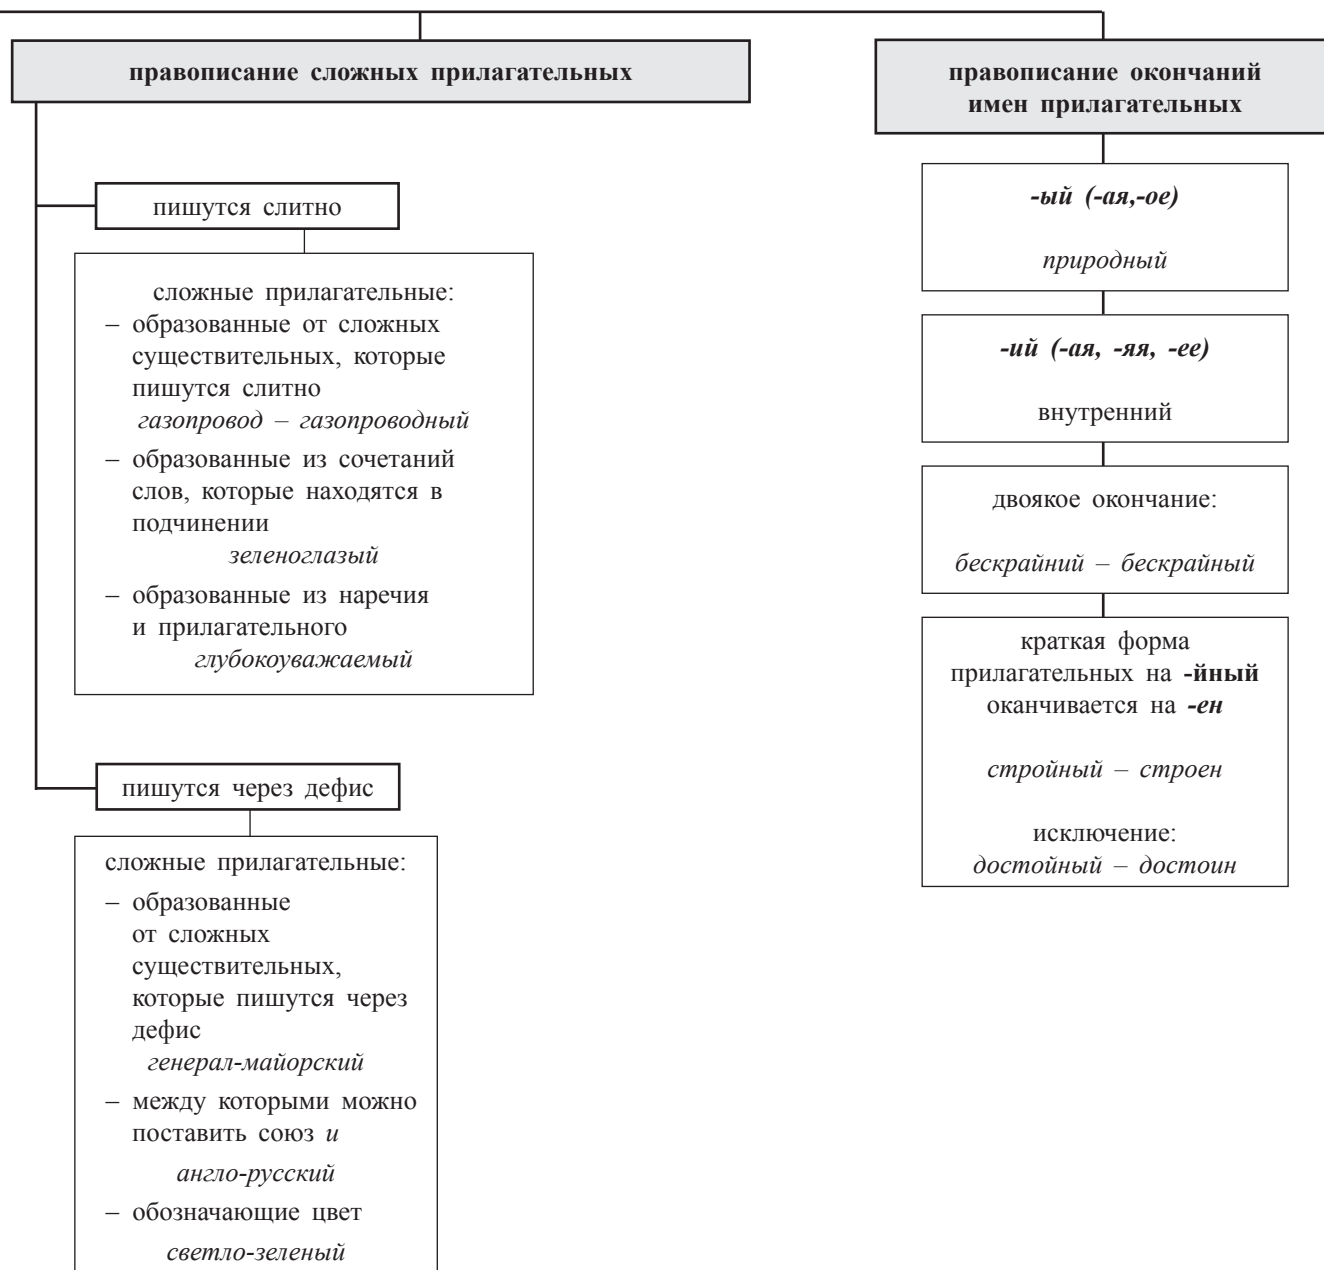 правописание сложных прилагательных
пишутся слитно
сложные прилагательные:
– образованные от сложных
существительных, которые
пишутся слитно
газопровод – газопроводный
– образованные из сочетаний
слов, которые находятся в
подчинении
зеленоглазый
– образованные из наречия
и прилагательного
глубокоуважаемый
пишутся через дефис
сложные прилагательные:
– образованные
от сложных
существительных,
которые пишутся через
дефис
генерал-майорский
– между которыми можно
поставить союз и
англо-русский
– обозначающие цвет
светло-зеленый
правописание окончаний
имен прилагательных
-ый (-ая,-ое)
природный
-ий (-ая, -яя, -ее)
внутренний
двоякое окончание:
бескрайний – бескрайный
краткая форма
прилагательных на -йный
оканчивается на -ен
стройный – строен
исключение:
достойный – достоин